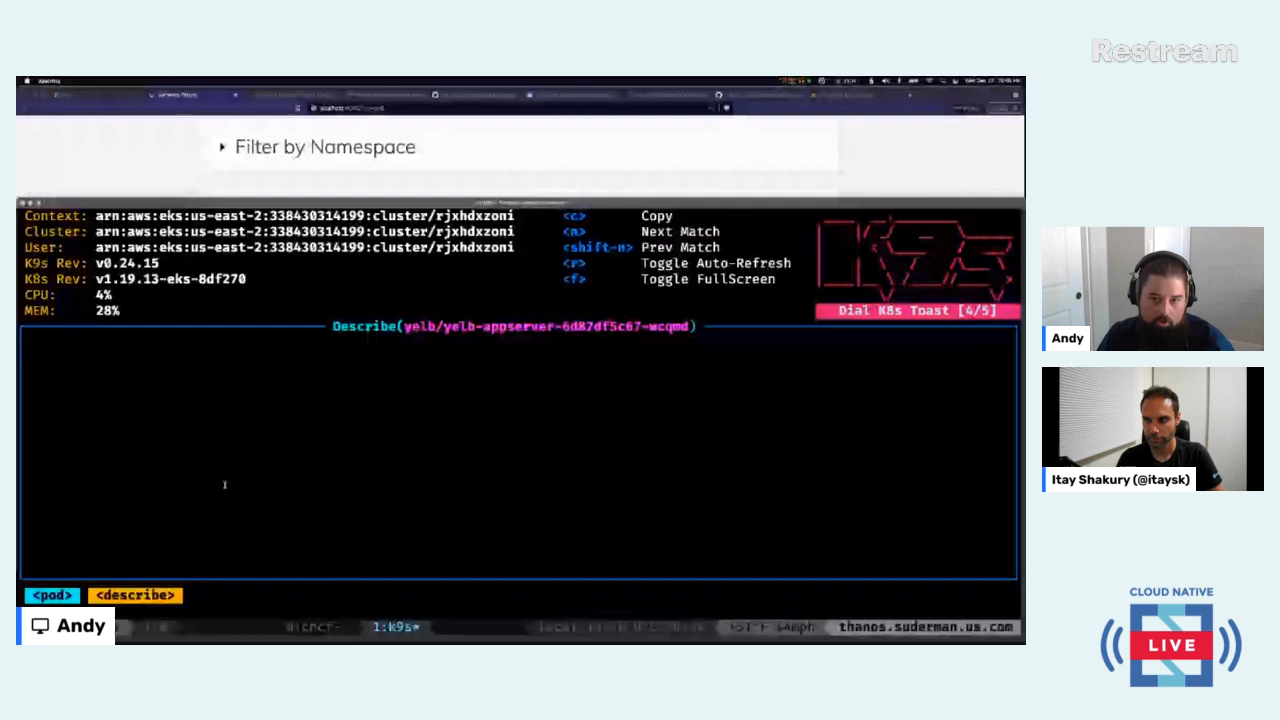 Restream
Filter by Namespace
Context: arn:aws:eks:us-east-2:338430314199:cluster/rjxhdxzoni <c> Copy
Cluster: arn:aws:eks:us-east-2:338430314199:cluster/rjxhdxzoni <n> Next Match
User: arn:aws:eks:us-east-2:338430314199:cluster/rjxhdxzoni <shift-n> Prev Match
K9s Rev: v0.24.15 <r> Toggle Auto-Refresh
K8s Rev: v1.19.13-eks-8df270 <f> Toggle FullScreen
CPU: 4%
MEM: 28%
K9s
Dial K8s Toast [4/5]
Describe(yelb/yelb-appserver-6d87df5c67-wcqmd)
<pod> <describe>
1:k9s*
thanos.suderman.us.com
Andy
Andy
Itay Shakury (@itaysk)
CLOUD NATIVE
LIVE